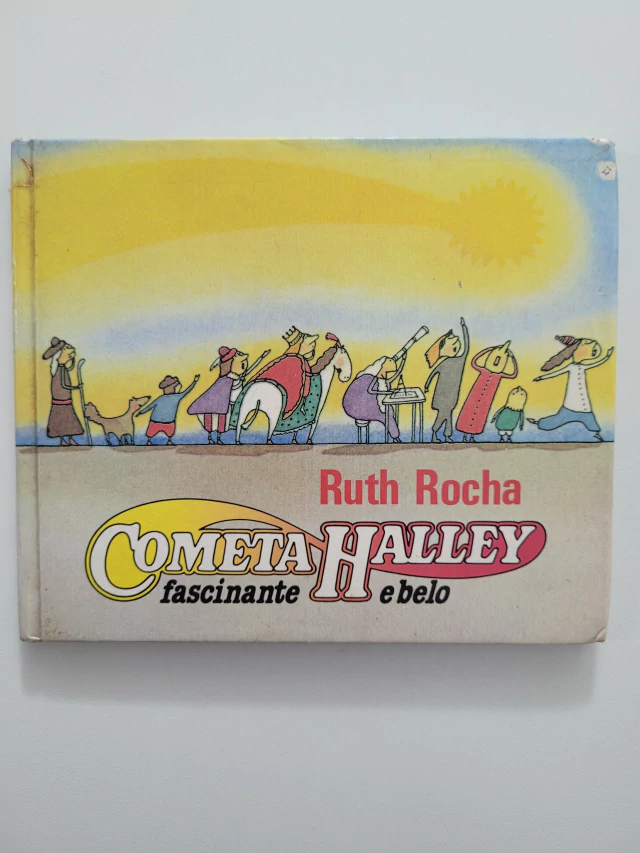 Ruth Rocha
COMETA HALLEY
fascinante e belo